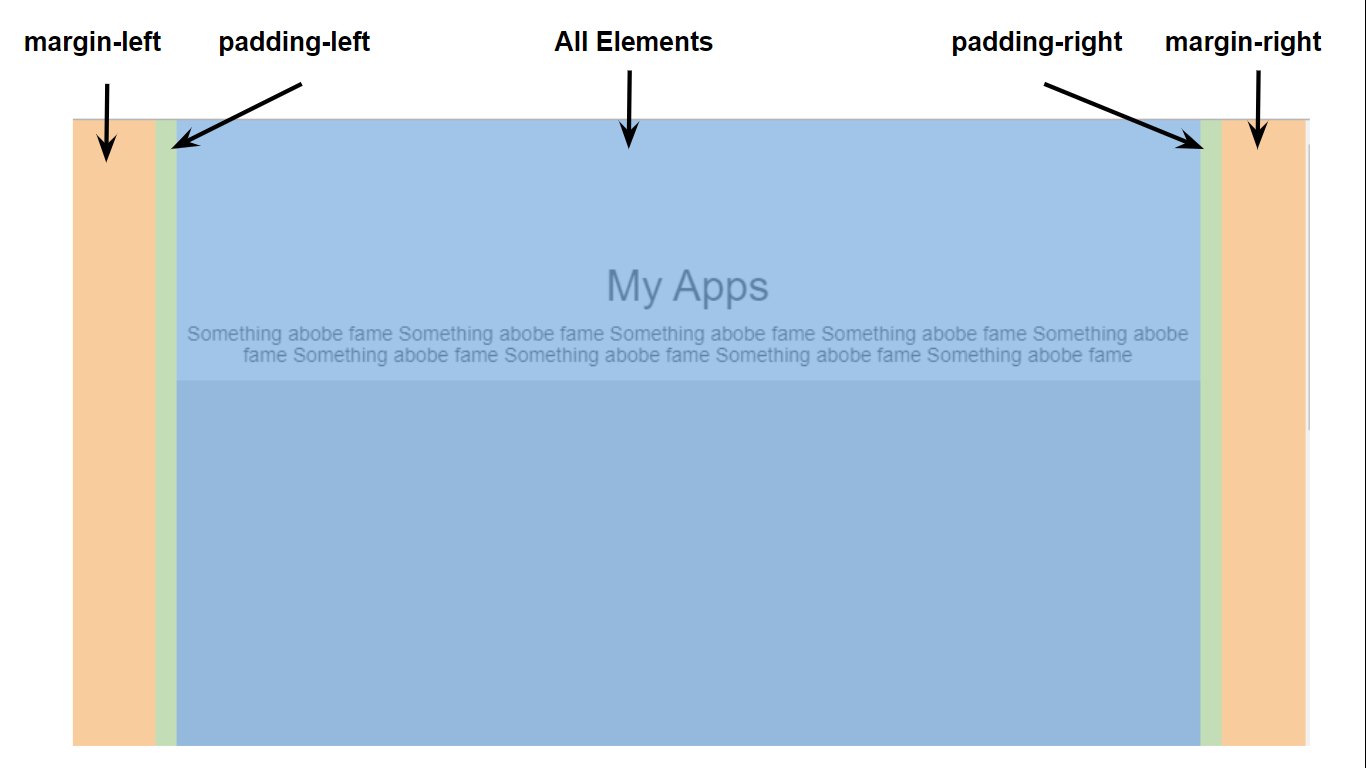 margin-left padding-left All Elements padding-right margin-right
My Apps
Something abobe fame Something abobe fame Something abobe fame Something abobe fame Something abobe
fame Something abobe fame Something abobe fame Something abobe fame Something abobe fame